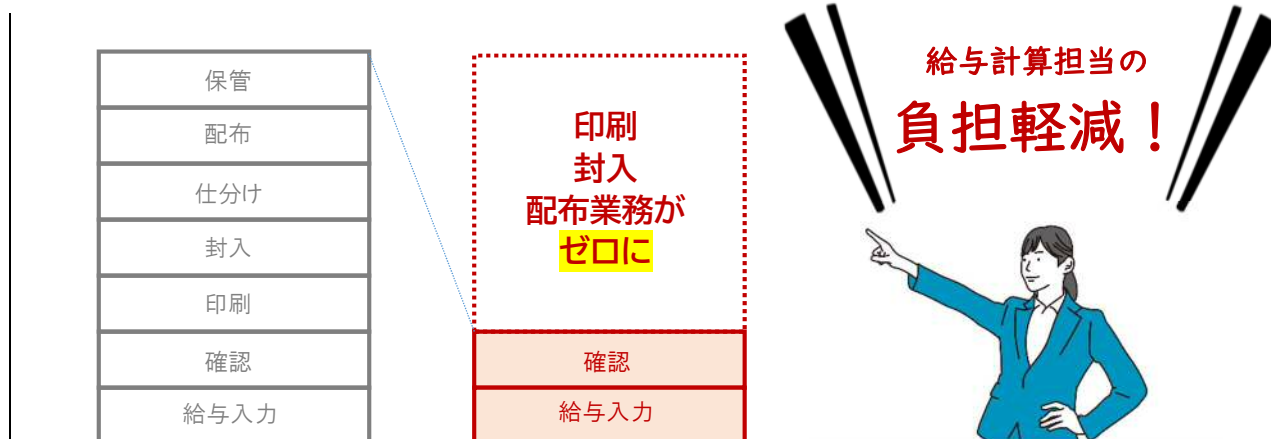 保管
配布
仕分け
封入
印刷
確認
給与入力
印刷
封入
配布業務が
ゼロに
確認
給与入力
給与計算担当の
負担軽減！